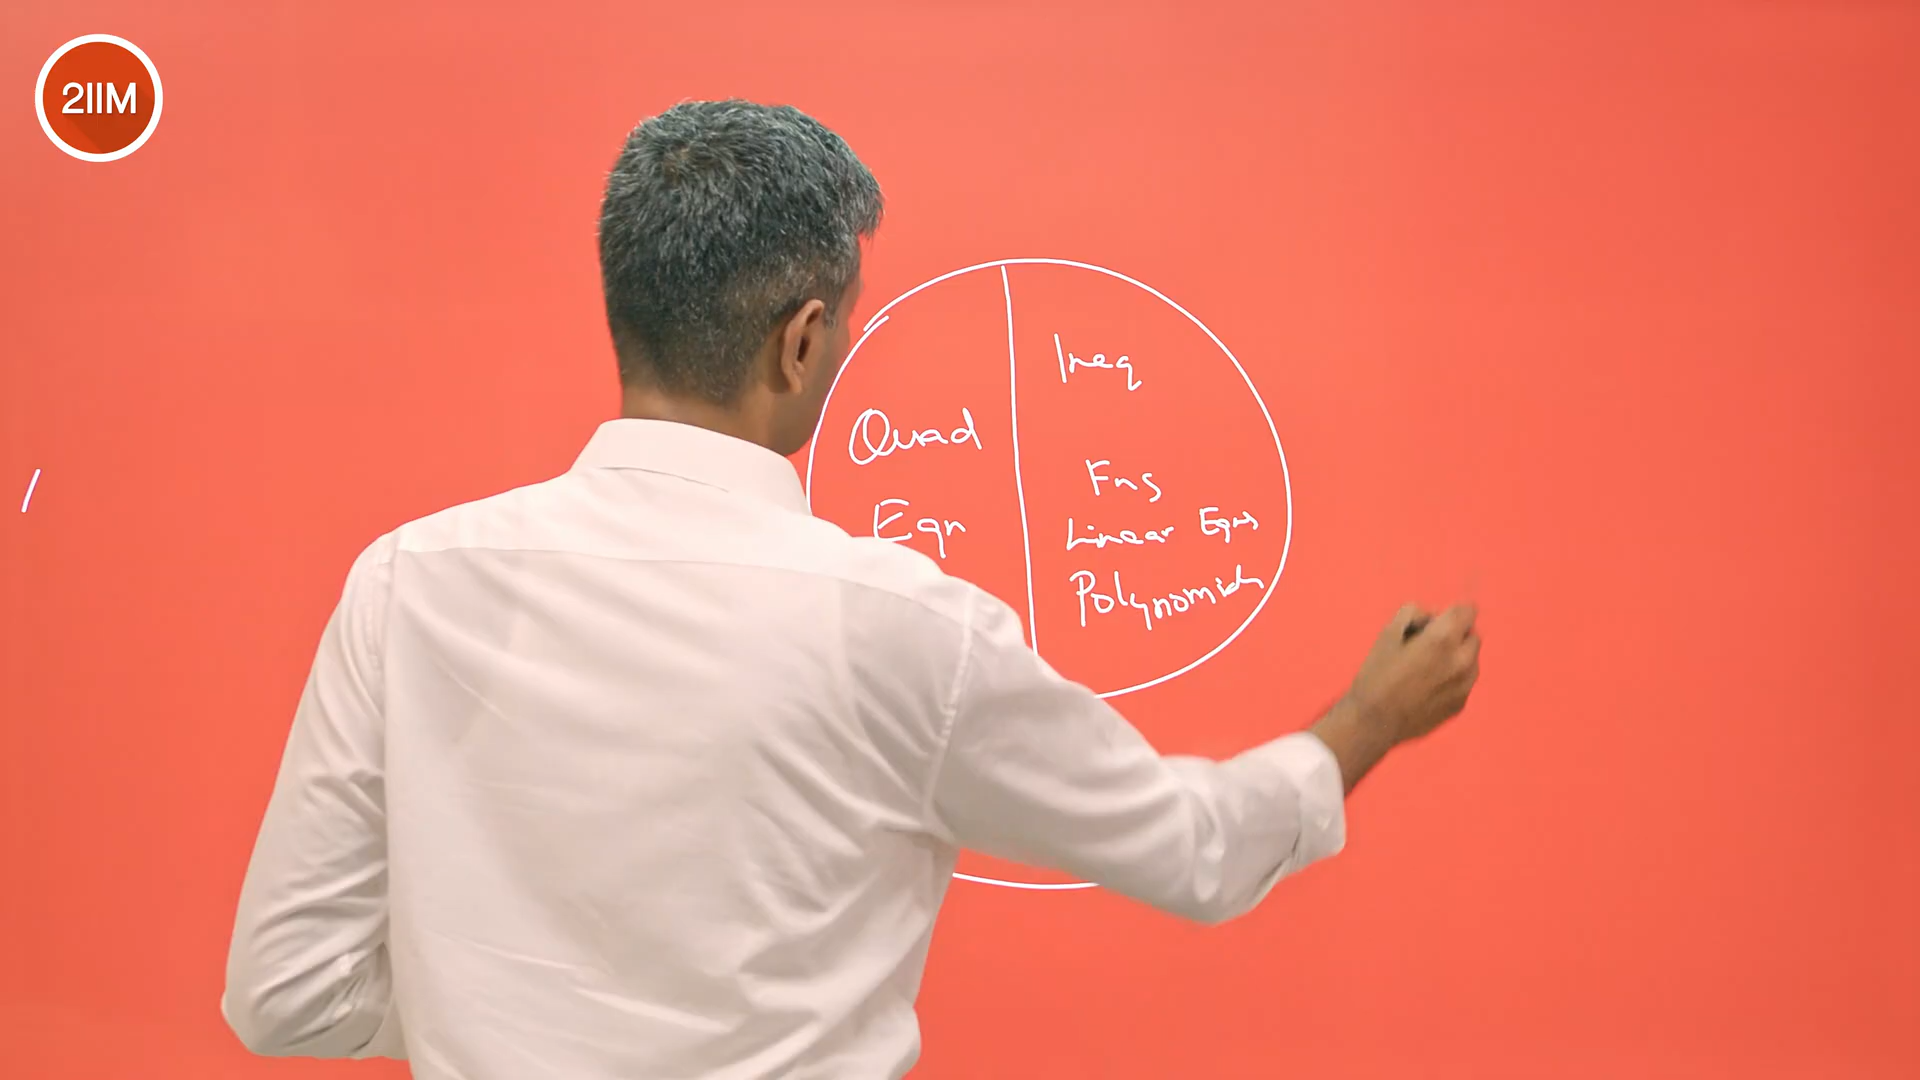 2IIM
Quad
Eqn
Ineq
Fns
Linear Eqns
Polynomials